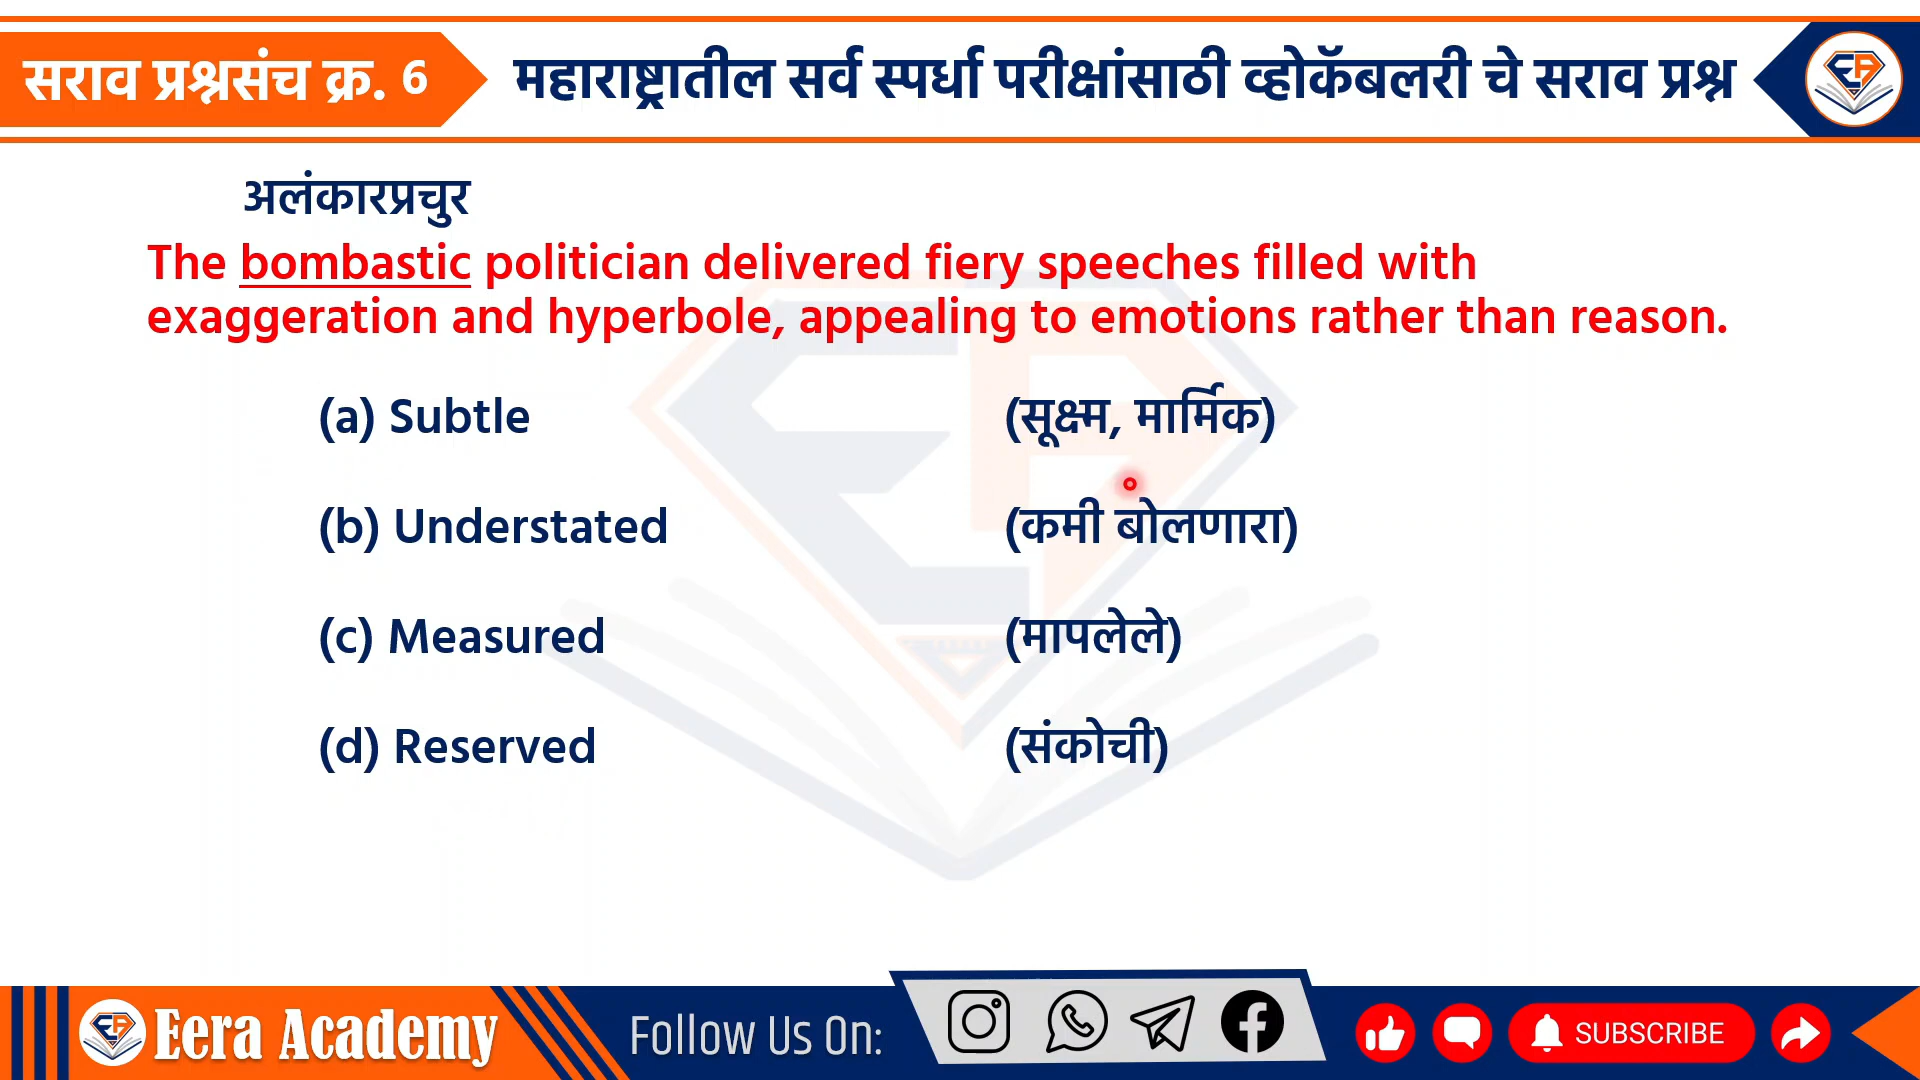 सराव प्रश्नसंच क्र. 6
महाराष्ट्रातील सर्व स्पर्धा परीक्षांसाठी व्होकॅबलरी चे सराव प्रश्न
अलंकारप्रचुर
The bombastic politician delivered fiery speeches filled with
exaggeration and hyperbole, appealing to emotions rather than reason.
(a) Subtle (सूक्ष्म, मार्मिक)
(b) Understated (कमी बोलणारा)
(c) Measured (मापलेले)
(d) Reserved (संकोची)
Eera Academy
Follow Us On:
SUBSCRIBE